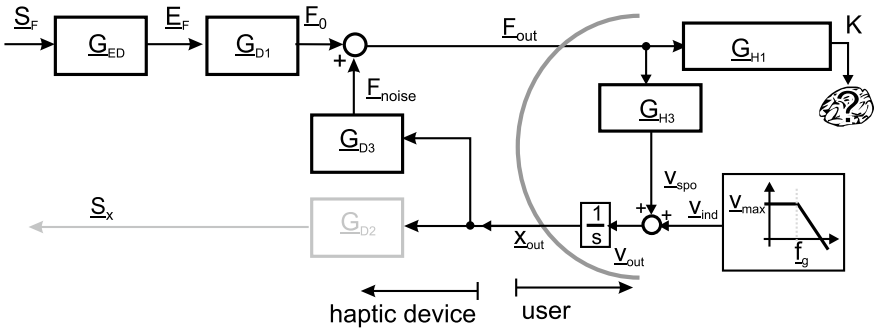 S_F
E_F
F_0
F_out
K
G_ED
G_D1
G_H1
+
F_noise
?
G_H3
G_D3
v_spo
S_x
G_D2
x_out
1/s
v_out
+
+
v_ind
v_max
f_g
haptic device
user